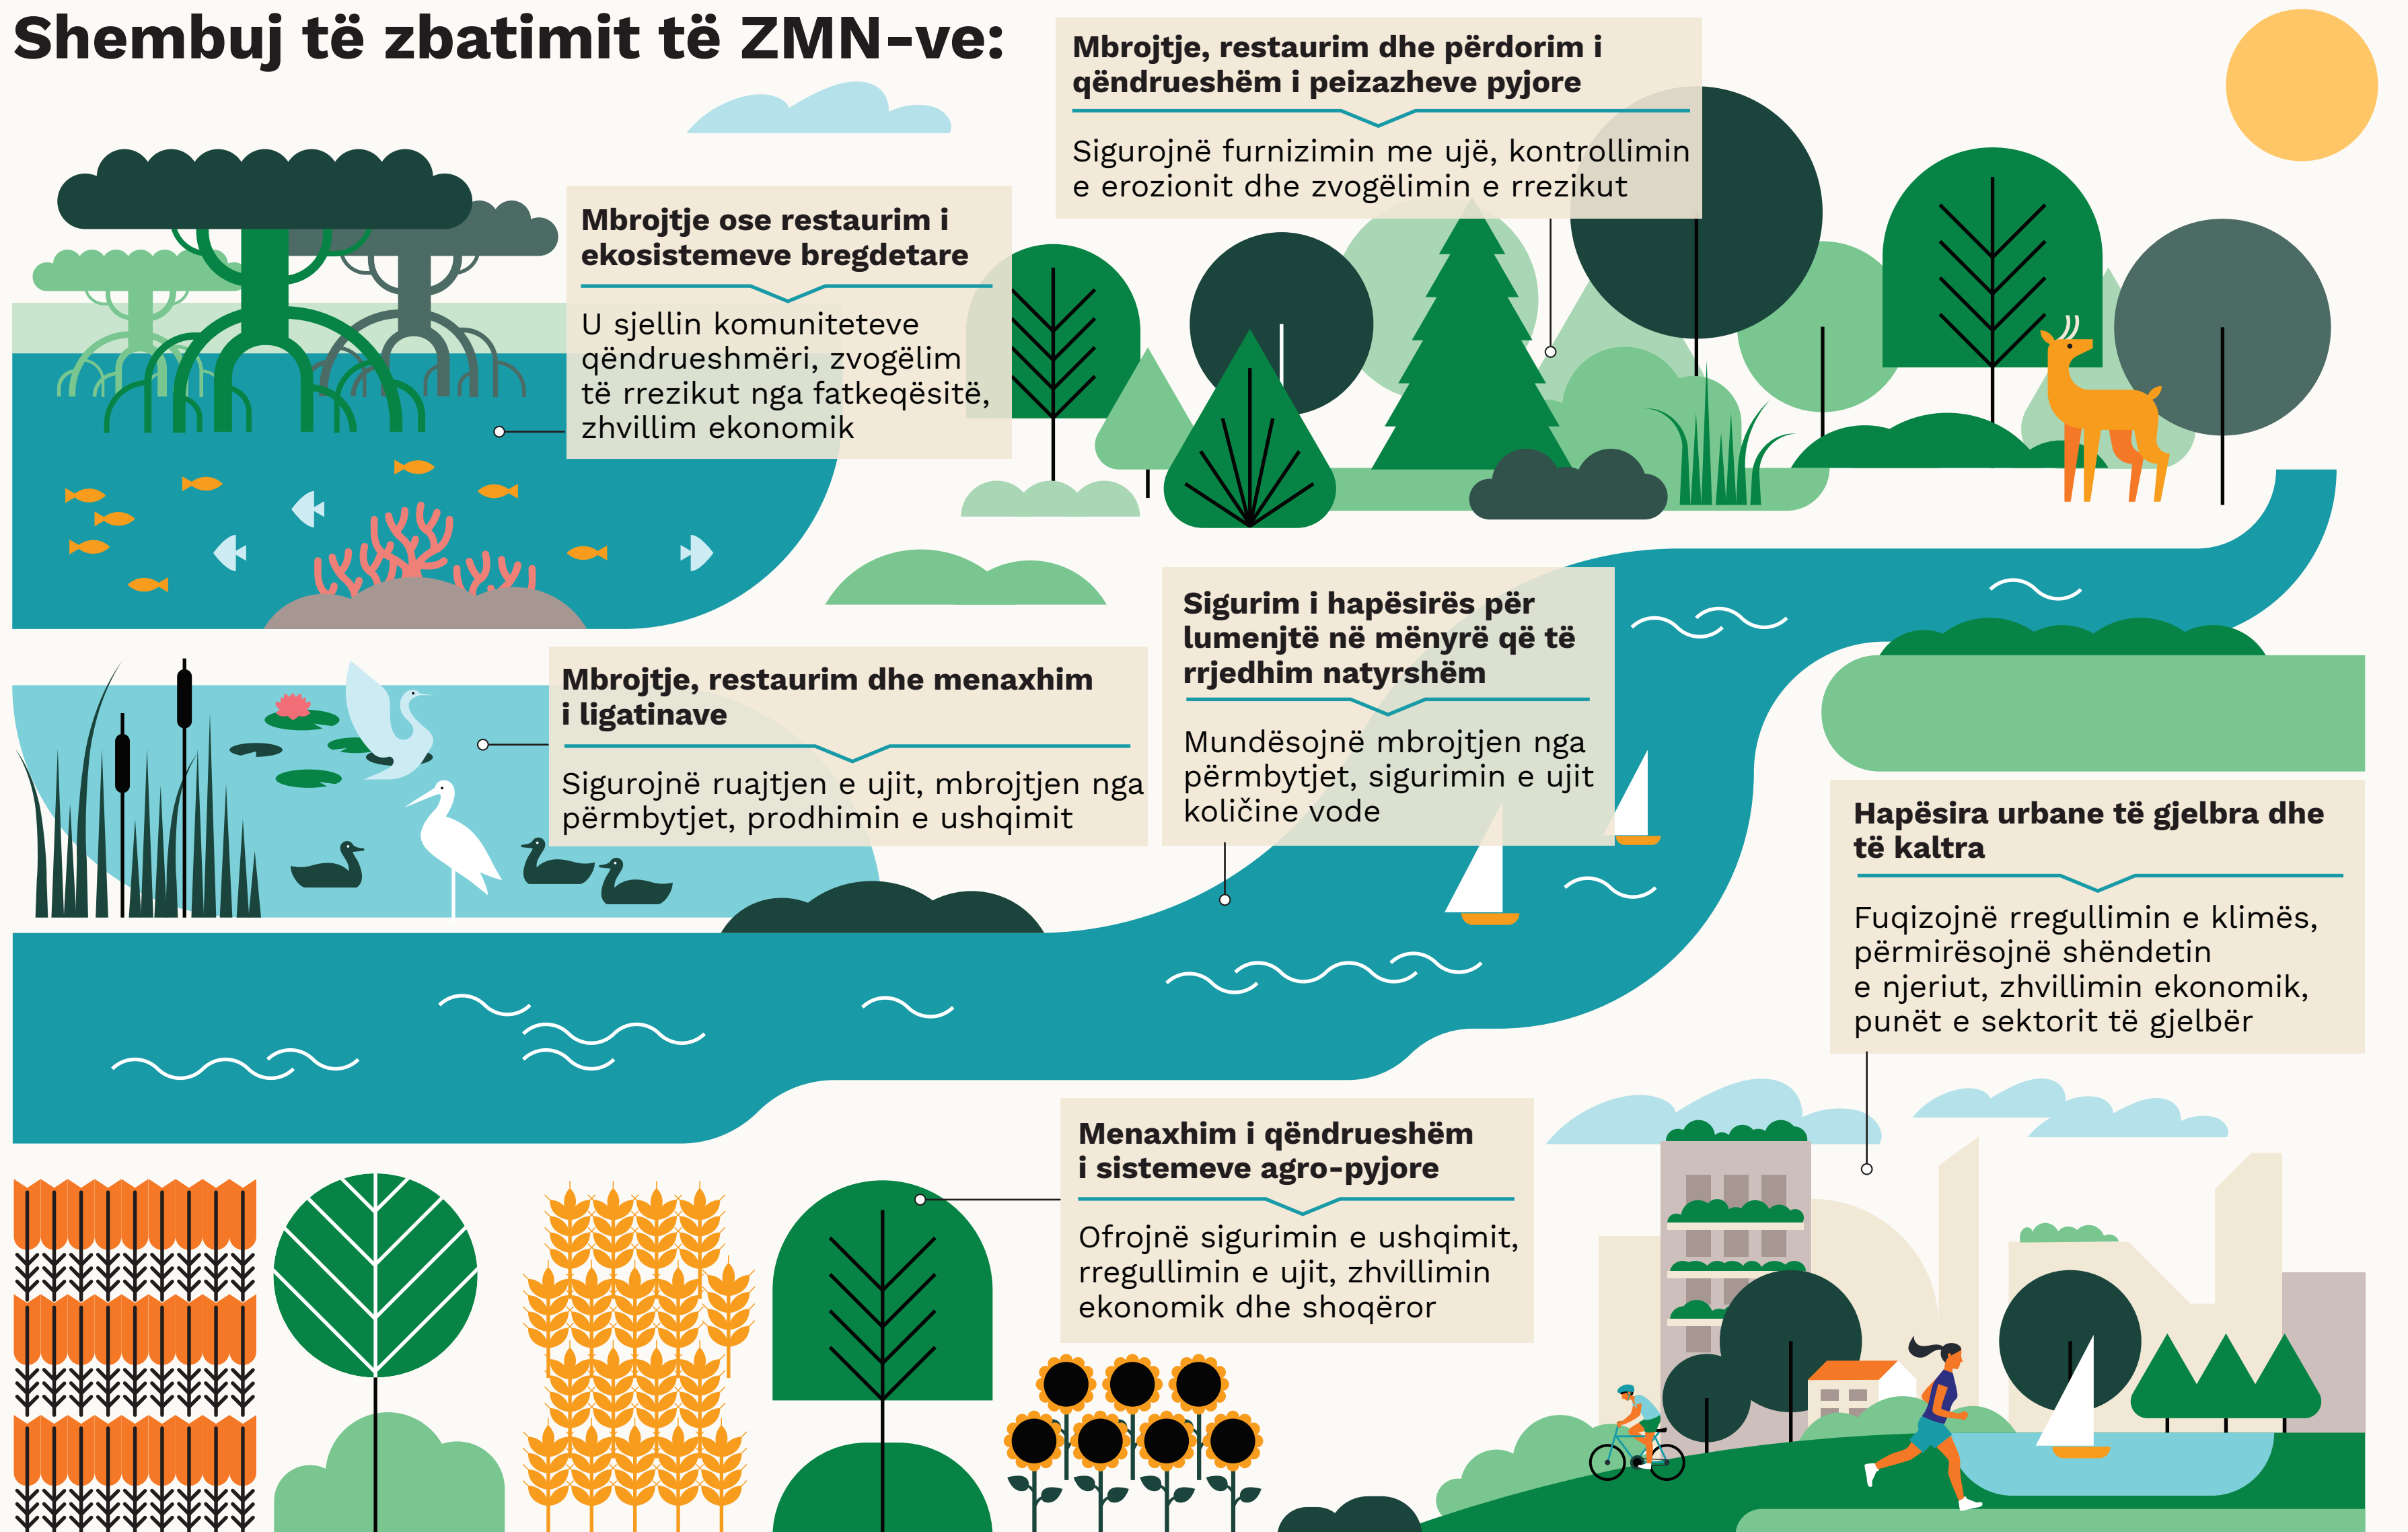 Shembuj të zbatimit të ZMN-ve:
Mbrojtje, restaurim dhe përdorim i
qëndrueshëm i peizazheve pyjore
Sigurojnë furnizimin me ujë, kontrollimin
e erozionit dhe zvogëlimin e rrezikut
Mbrojtje ose restaurim i
ekosistemeve bregdetare
U sjellin komuniteteve
qëndrueshmëri, zvogëlim
të rrezikut nga fatkeqësitë,
zhvillim ekonomik
Sigurim i hapësirës për
lumenjtë në mënyrë që të
rrjedhim natyrshëm
Mundësojnë mbrojtjen nga
përmbytjet, sigurimin e ujit
količine vode
Mbrojtje, restaurim dhe menaxhim
i ligatinave
Sigurojnë ruajtjen e ujit, mbrojtjen nga
përmbytjet, prodhimin e ushqimit
Hapësira urbane të gjelbra dhe
të kaltra
Fuqizojnë rregullimin e klimës,
përmirësojnë shëndetin
e njeriut, zhvillimin ekonomik,
punët e sektorit të gjelbër
Menaxhim i qëndrueshëm
i sistemeve agro-pyjore
Ofrojnë sigurimin e ushqimit,
rregullimin e ujit, zhvillimin
ekonomik dhe shoqëror